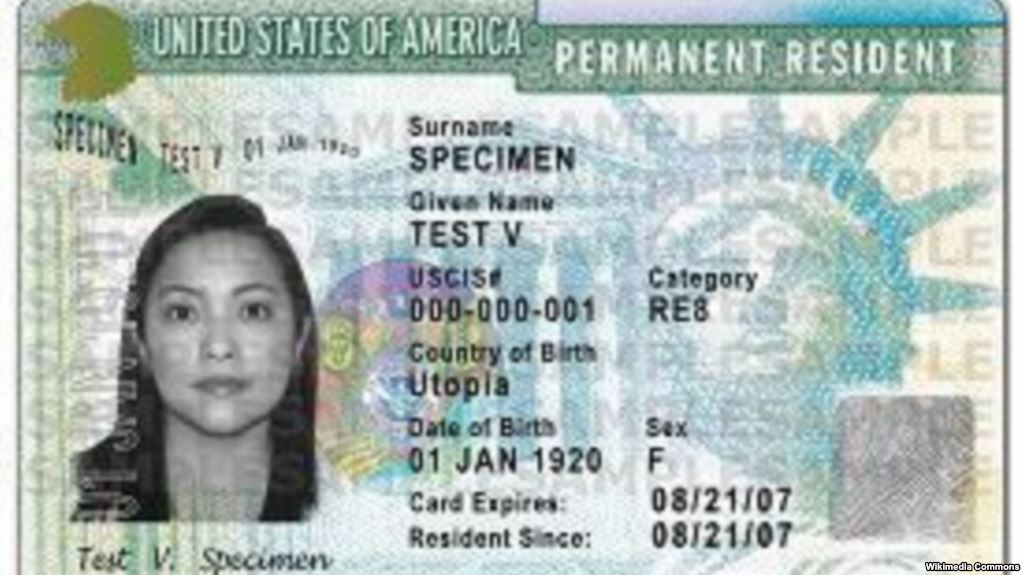 UNITED STATES OF AMERICA
PERMANENT RESIDENT
SPECIMEN TEST V 01 JAN 1920
Surname
SPECIMEN
Given Name
TEST V
USCIS# Category
000-000-001 RE8
Country of Birth
Utopia
Date of Birth Sex
01 JAN 1920 F
Card Expires: 08/21/07
Resident Since: 08/21/07
Test V. Specimen
Wikimedia Commons